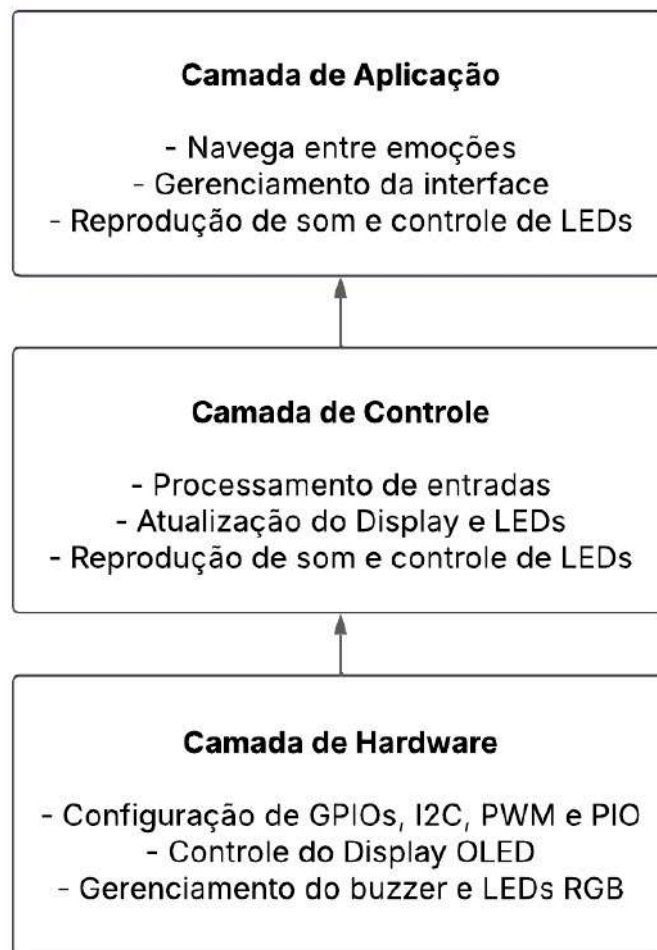 Camada de Aplicação
- Navega entre emoções
- Gerenciamento da interface
- Reprodução de som e controle de LEDs
Camada de Controle
- Processamento de entradas
- Atualização do Display e LEDs
- Reprodução de som e controle de LEDs
Camada de Hardware
- Configuração de GPIOs, I2C, PWM e PIO
- Controle do Display OLED
- Gerenciamento do buzzer e LEDs RGB